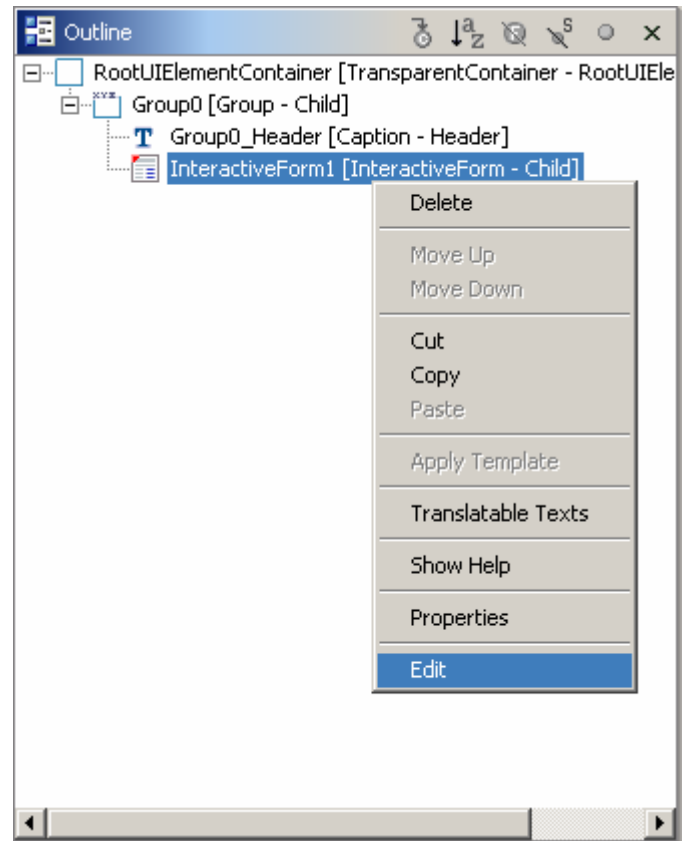 Outline
RootUIElementContainer [TransparentContainer - RootUIEle
Group0 [Group - Child]
T Group0_Header [Caption - Header]
InteractiveForm1 [InteractiveForm - Child]
Delete
Move Up
Move Down
Cut
Copy
Paste
Apply Template
Translatable Texts
Show Help
Properties
Edit